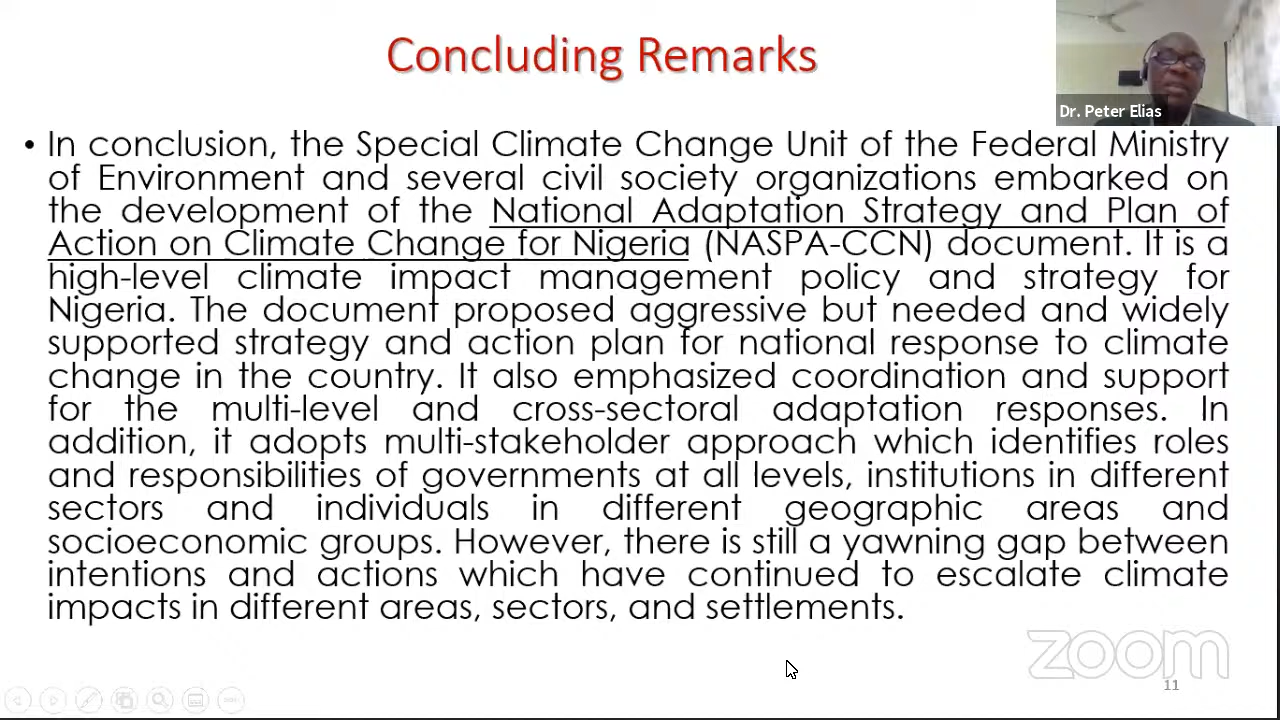 Concluding Remarks
Dr. Peter Elias
• In conclusion, the Special Climate Change Unit of the Federal Ministry
of Environment and several civil society organizations embarked on
the development of the National Adaptation Strategy and Plan of
Action on Climate Change for Nigeria (NASPA-CCN) document. It is a
high-level climate impact management policy and strategy for
Nigeria. The document proposed aggressive but needed and widely
supported strategy and action plan for national response to climate
change in the country. It also emphasized coordination and support
for the multi-level and cross-sectoral adaptation responses. In
addition, it adopts multi-stakeholder approach which identifies roles
and responsibilities of governments at all levels, institutions in different
sectors and individuals in different geographic areas and
socioeconomic groups. However, there is still a yawning gap between
intentions and actions which have continued to escalate climate
impacts in different areas, sectors, and settlements.
zoom
11